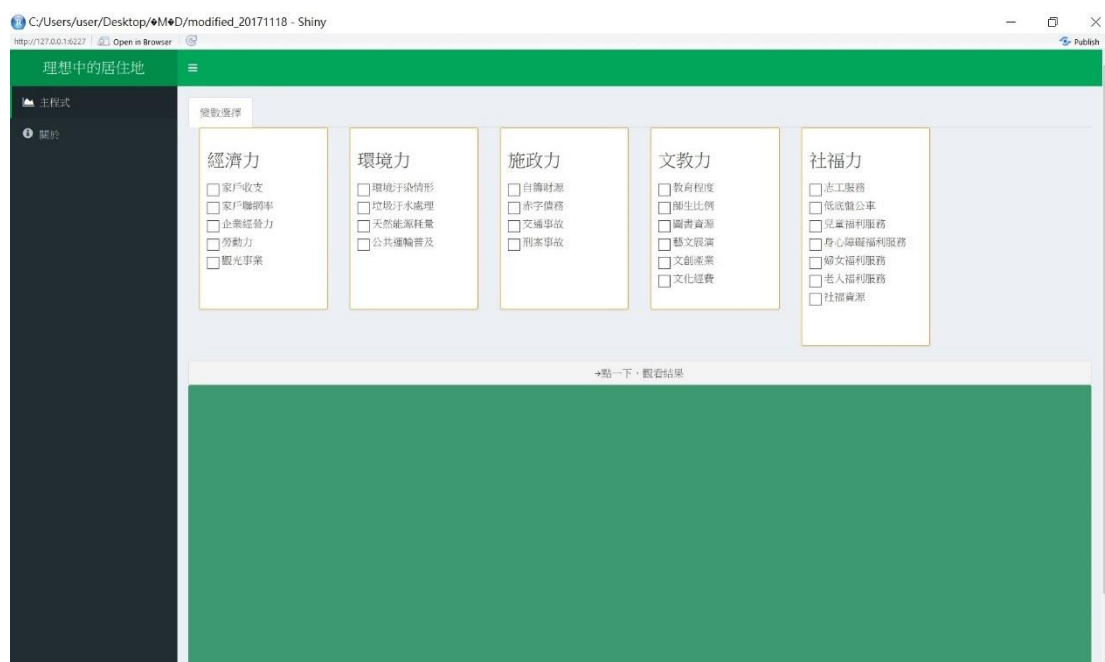 C:/Users/user/Desktop/�M�D/modified_20171118 - Shiny
http://127.0.0.1:6227 Open in Browser Publish
理想中的居住地
主程式
關於
變數選擇
經濟力
家戶收支
家戶聯網率
企業經營力
勞動力
觀光事業
環境力
環境汙染情形
垃圾汙水處理
天然能源耗量
公共運輸普及
施政力
自籌財源
赤字債務
交通事故
刑案事故
文教力
教育程度
師生比例
圖書資源
藝文展演
文創產業
文化經費
社福力
志工服務
低底盤公車
兒童福利服務
身心障礙福利服務
婦女福利服務
老人福利服務
社福資源
→點一下,觀看結果